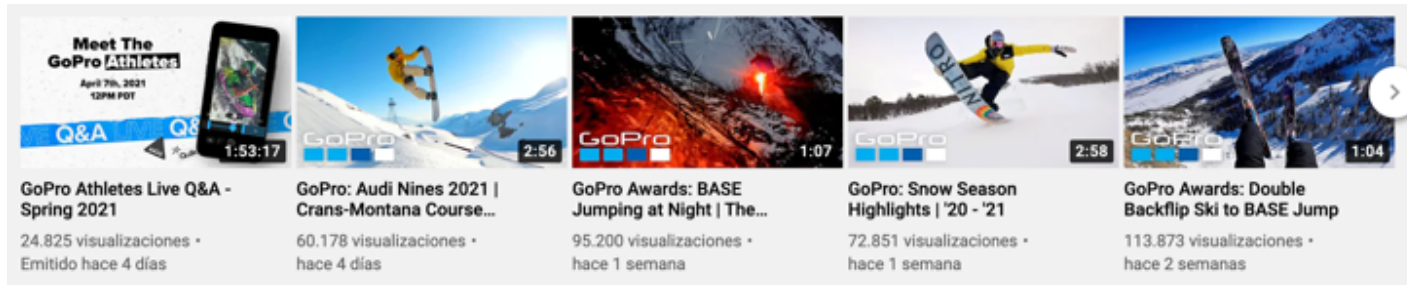 Meet The
GoPro Athletes
April 7th, 2021
12PM PDT
Q&A
1:53:17
GoPro Athletes Live Q&A -
Spring 2021
24.825 visualizaciones •
Emitido hace 4 días
GoPro
2:56
GoPro: Audi Nines 2021 |
Crans-Montana Course...
60.178 visualizaciones •
hace 4 días
GoPro
1:07
GoPro Awards: BASE
Jumping at Night | The...
95.200 visualizaciones •
hace 1 semana
NITRO
GoPro
2:58
GoPro: Snow Season
Highlights | '20 - '21
72.851 visualizaciones •
hace 1 semana
GoPro
1:04
GoPro Awards: Double
Backflip Ski to BASE Jump
113.873 visualizaciones •
hace 2 semanas